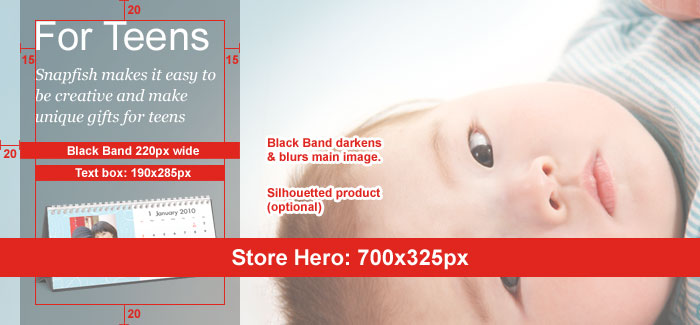 20
For Teens
15
15
Snapfish makes it easy to
be creative and make
unique gifts for teens
20
Black Band 220px wide
Black Band darkens
& blurs main image.
Text box: 190x285px
Silhouetted product
(optional)
1 January 2010
Store Hero: 700x325px
20